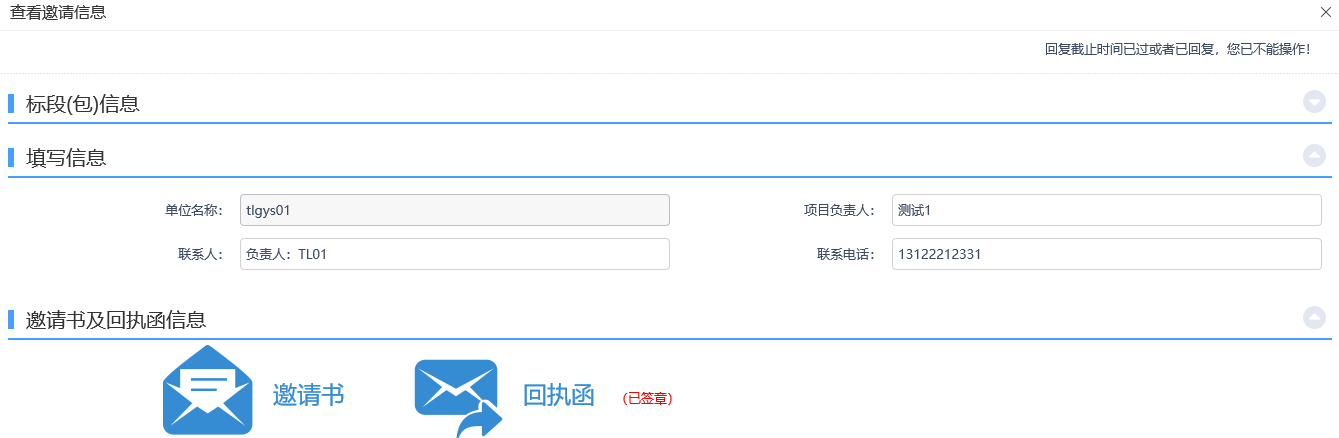 查看邀请信息
回复截止时间已过或者已回复，您已不能操作！
标段(包)信息
填写信息
单位名称： tlgys01 项目负责人： 测试1
联系人： 负责人：TL01 联系电话： 13122212331
邀请书及回执函信息
邀请书 回执函 （已签章）